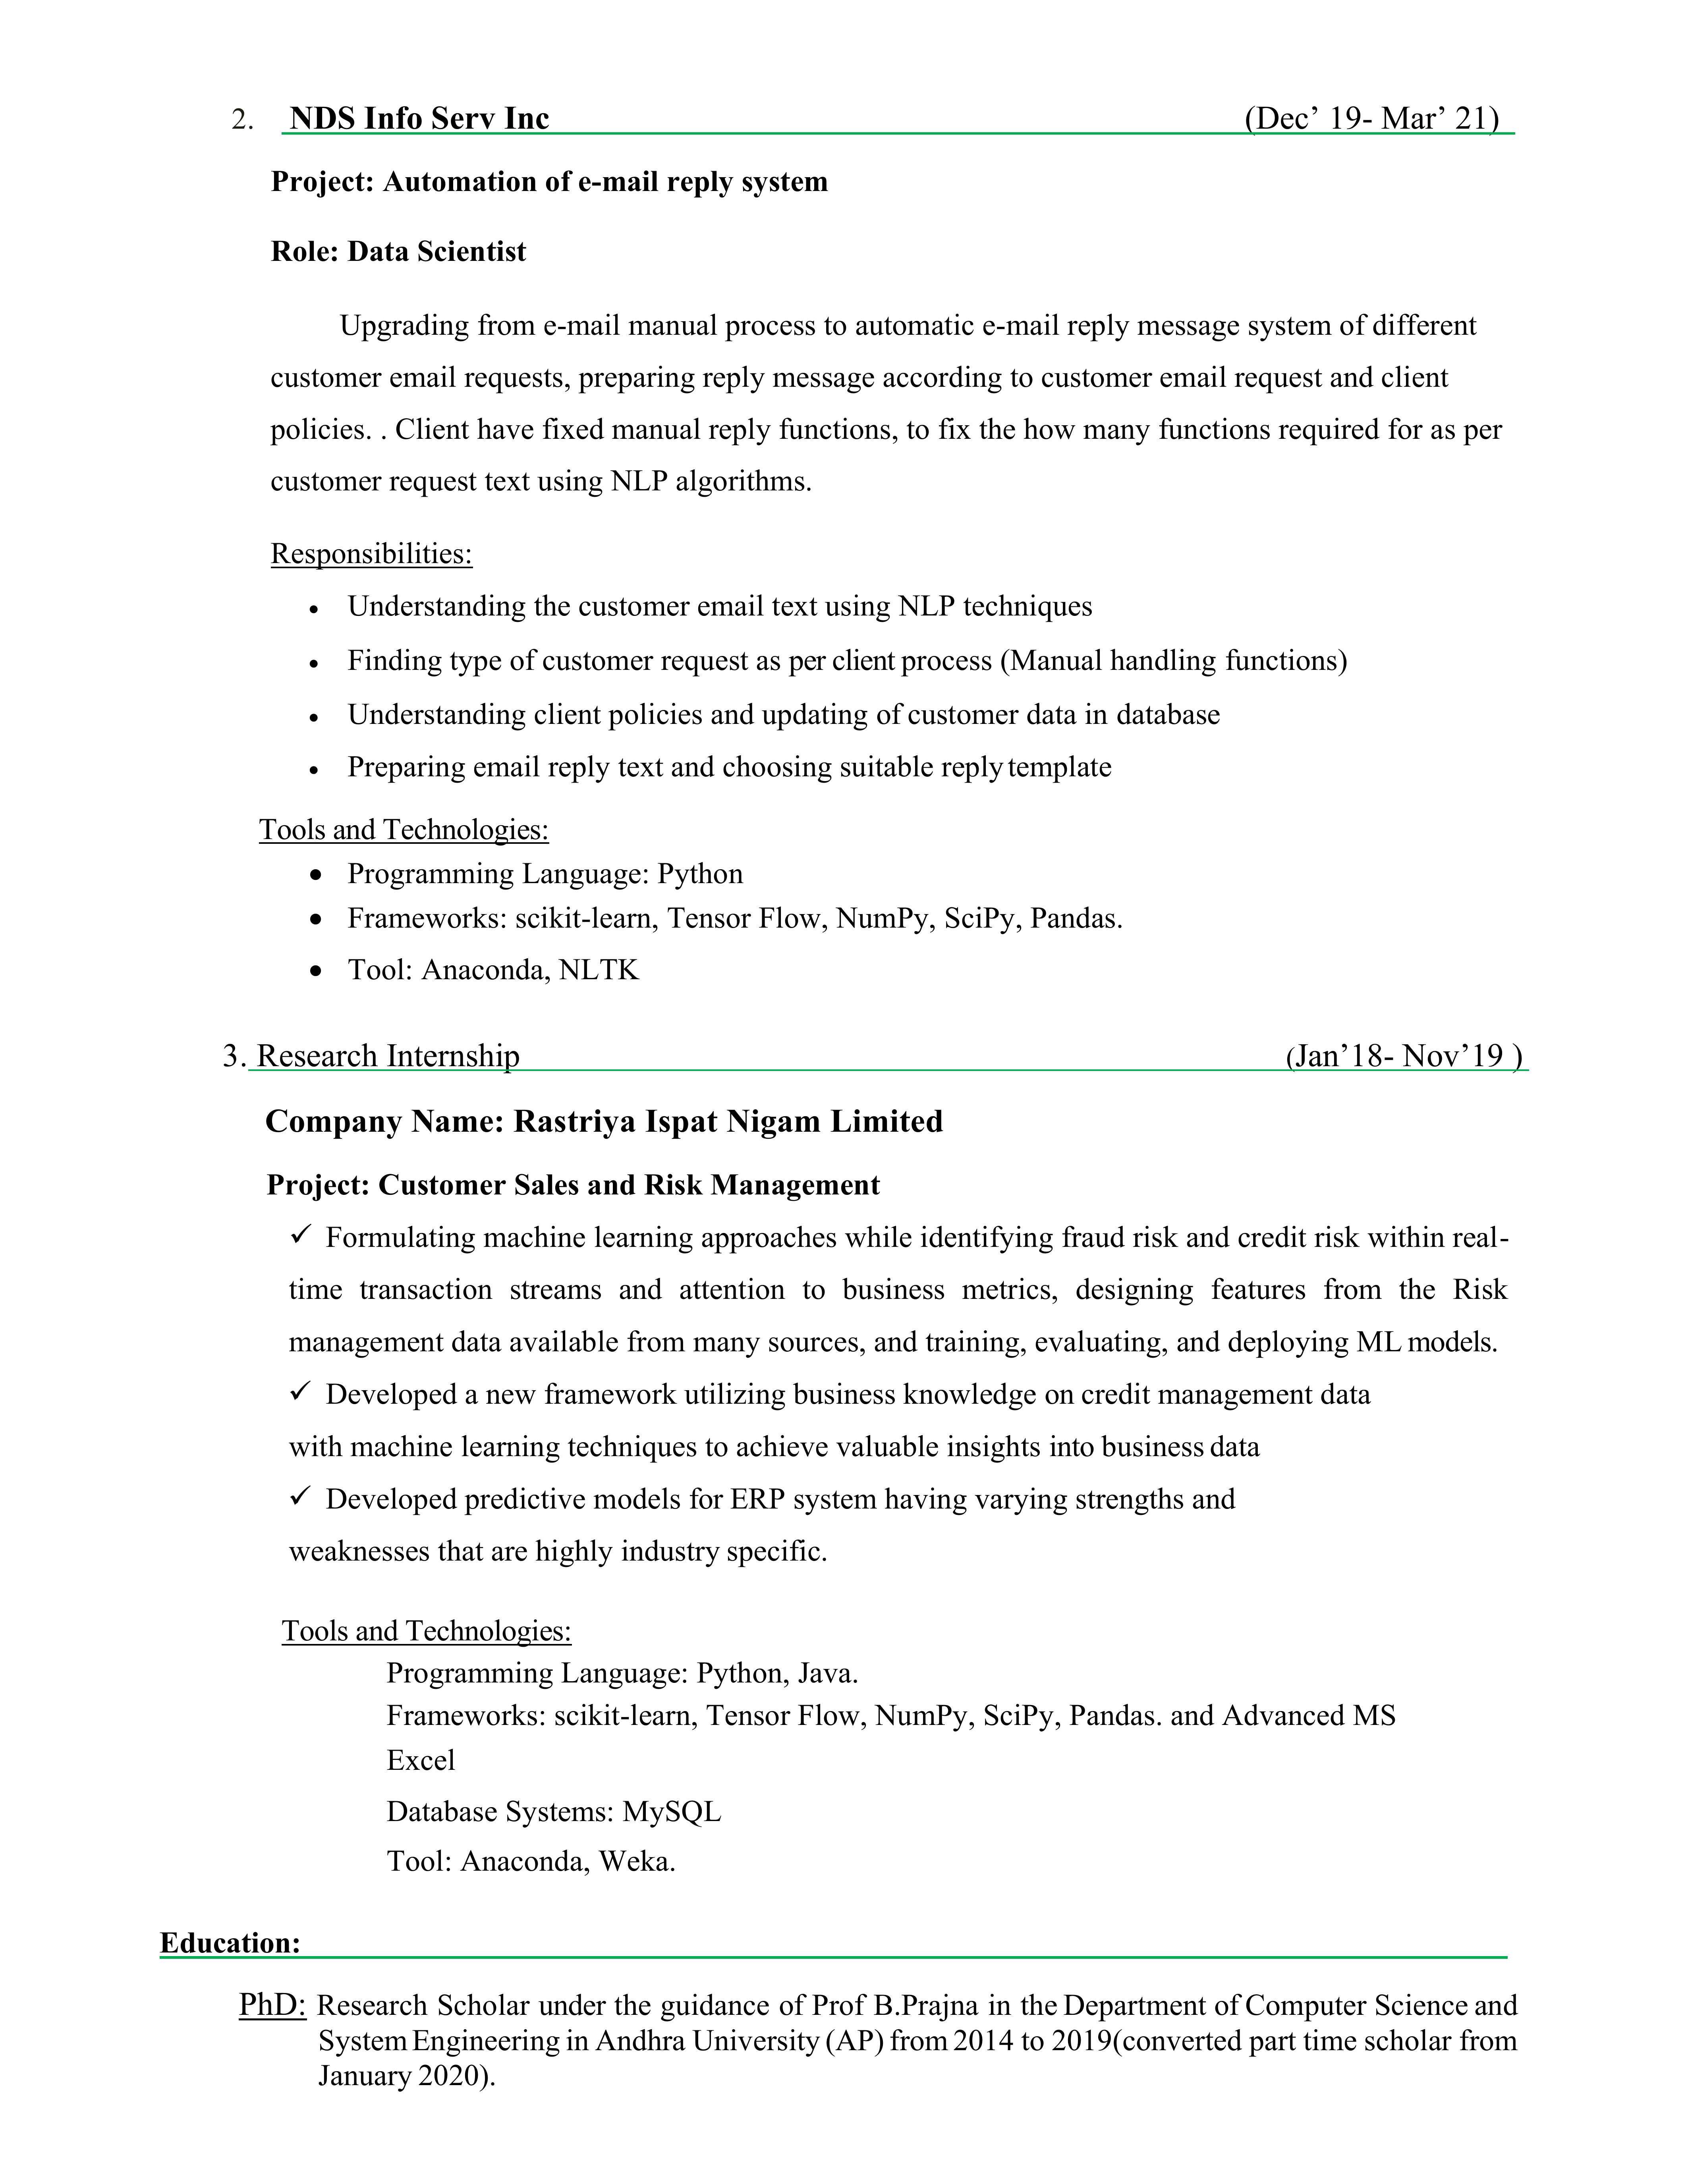 2. NDS Info Serv Inc (Dec’ 19- Mar’ 21)
Project: Automation of e-mail reply system
Role: Data Scientist
Upgrading from e-mail manual process to automatic e-mail reply message system of different
customer email requests, preparing reply message according to customer email request and client
policies. . Client have fixed manual reply functions, to fix the how many functions required for as per
customer request text using NLP algorithms.
Responsibilities:
• Understanding the customer email text using NLP techniques
• Finding type of customer request as per client process (Manual handling functions)
• Understanding client policies and updating of customer data in database
• Preparing email reply text and choosing suitable reply template
Tools and Technologies:
• Programming Language: Python
• Frameworks: scikit-learn, Tensor Flow, NumPy, SciPy, Pandas.
• Tool: Anaconda, NLTK
3. Research Internship (Jan’18- Nov’19 )
Company Name: Rastriya Ispat Nigam Limited
Project: Customer Sales and Risk Management
✓ Formulating machine learning approaches while identifying fraud risk and credit risk within real-
time transaction streams and attention to business metrics, designing features from the Risk
management data available from many sources, and training, evaluating, and deploying ML models.
✓ Developed a new framework utilizing business knowledge on credit management data
with machine learning techniques to achieve valuable insights into business data
✓ Developed predictive models for ERP system having varying strengths and
weaknesses that are highly industry specific.
Tools and Technologies:
Programming Language: Python, Java.
Frameworks: scikit-learn, Tensor Flow, NumPy, SciPy, Pandas. and Advanced MS
Excel
Database Systems: MySQL
Tool: Anaconda, Weka.
Education:
PhD: Research Scholar under the guidance of Prof B.Prajna in the Department of Computer Science and
System Engineering in Andhra University (AP) from 2014 to 2019(converted part time scholar from
January 2020).